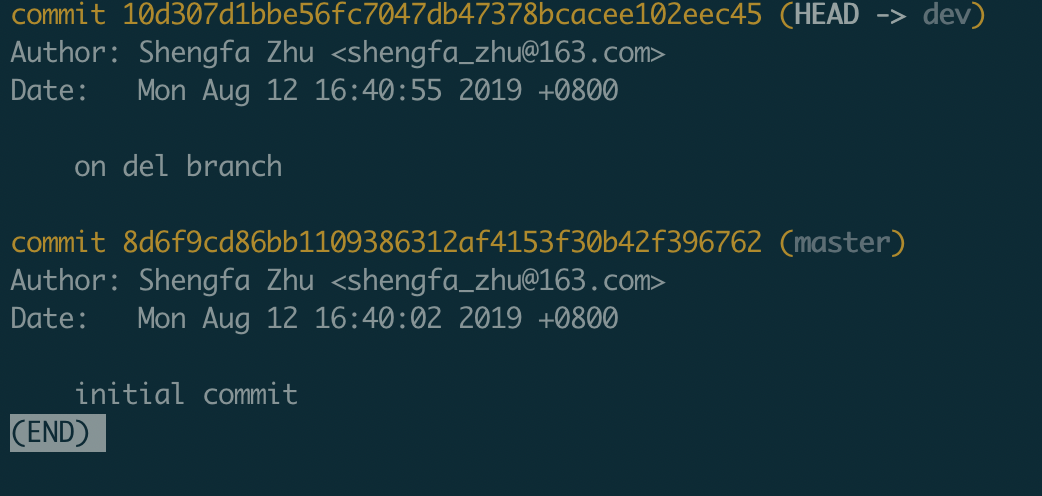 commit 10d307d1bbe56fc7047db47378bcacee102eec45 (HEAD -> dev)
Author: Shengfa Zhu <shengfa_zhu@163.com>
Date:   Mon Aug 12 16:40:55 2019 +0800
on del branch
commit 8d6f9cd86bb1109386312af4153f30b42f396762 (master)
Author: Shengfa Zhu <shengfa_zhu@163.com>
Date:   Mon Aug 12 16:40:02 2019 +0800
initial commit
(END)